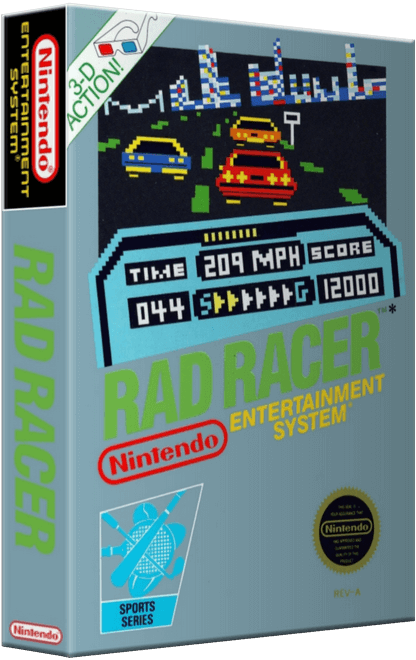 Nintendo®
ENTERTAINMENT
SYSTEM®
RAD RACER
Nintendo®
3-D
ACTION!
TIME 209 MPH SCORE
044 S G 12000
RAD RACER™*
Nintendo®
ENTERTAINMENT
SYSTEM®
SPORTS
SERIES
Nintendo
REV-A